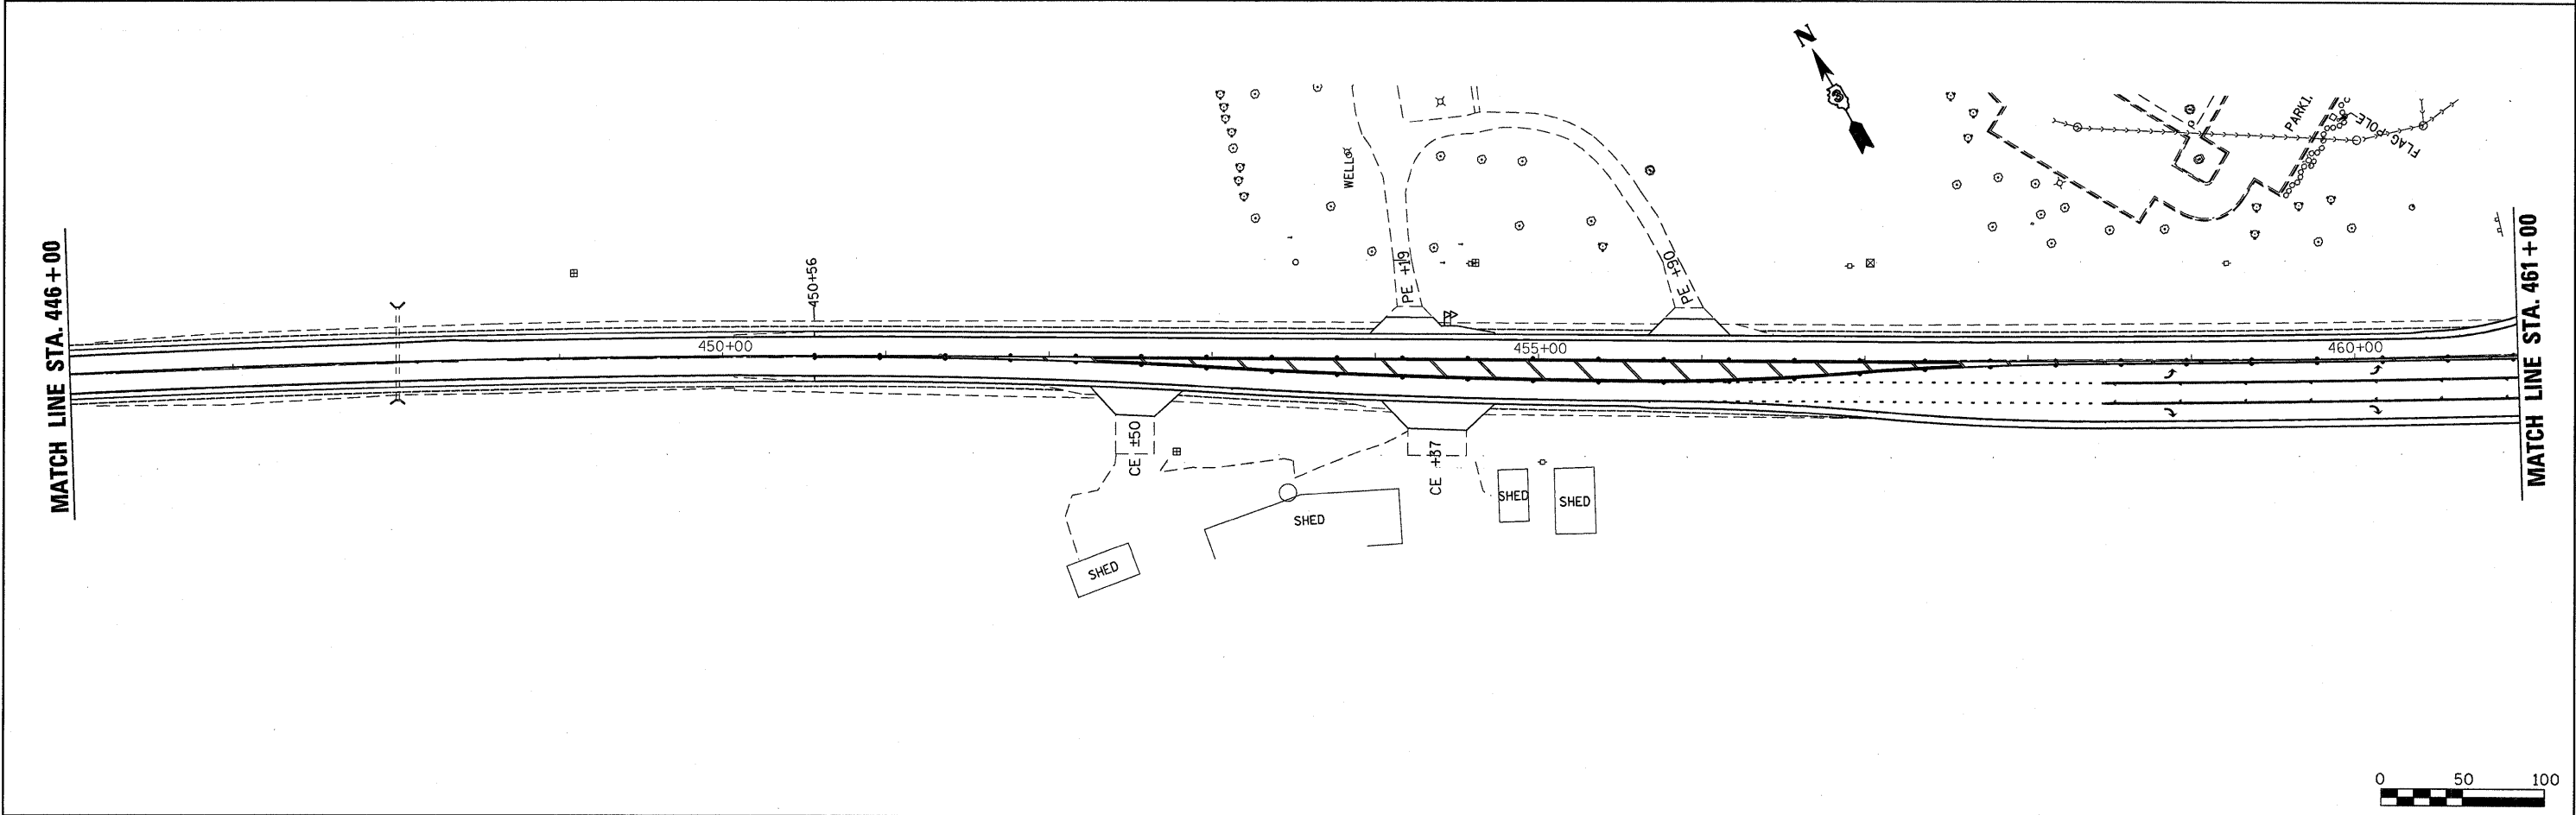 N
PARKI.
FLAG POLE
WELL
MATCH LINE STA. 446+00
MATCH LINE STA. 461+00
450+56
PE +19
PE +90
450+00
455+00
460+00
CE ±50
CE +37
SHED
SHED
SHED
SHED
0 50 100